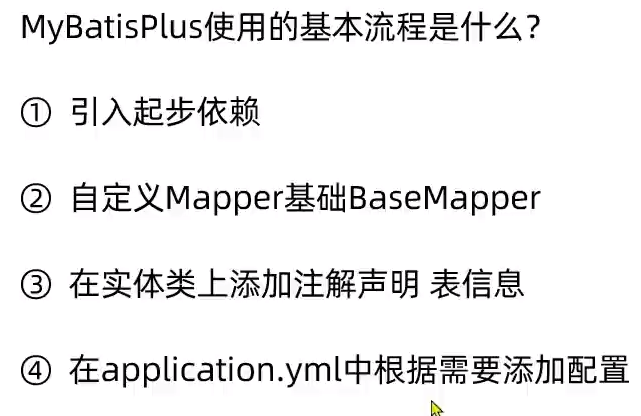 MyBatisPlus使用的基本流程是什么？
① 引入起步依赖
② 自定义Mapper基础BaseMapper
③ 在实体类上添加注解声明 表信息
④ 在application.yml中根据需要添加配置